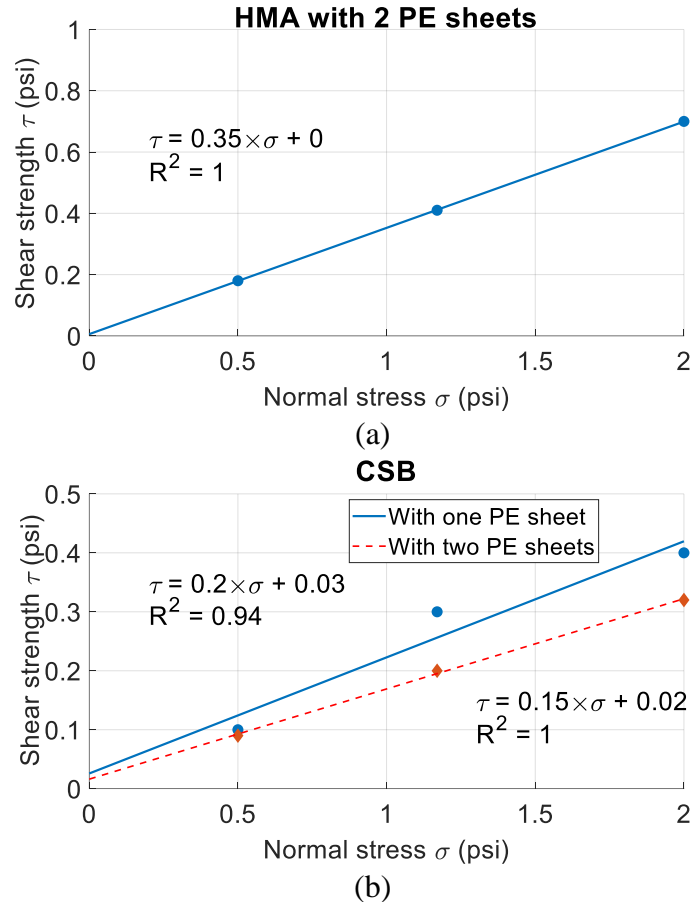 HMA with 2 PE sheets
1
0.8
0.6
0.4
0.2
0
Shear strength τ (psi)
τ = 0.35×σ + 0
R² = 1
0 0.5 1 1.5 2
Normal stress σ (psi)
(a)
CSB
0.5
0.4
0.3
0.2
0.1
0
Shear strength τ (psi)
With one PE sheet
With two PE sheets
τ = 0.2×σ + 0.03
R² = 0.94
τ = 0.15×σ + 0.02
R² = 1
0 0.5 1 1.5 2
Normal stress σ (psi)
(b)